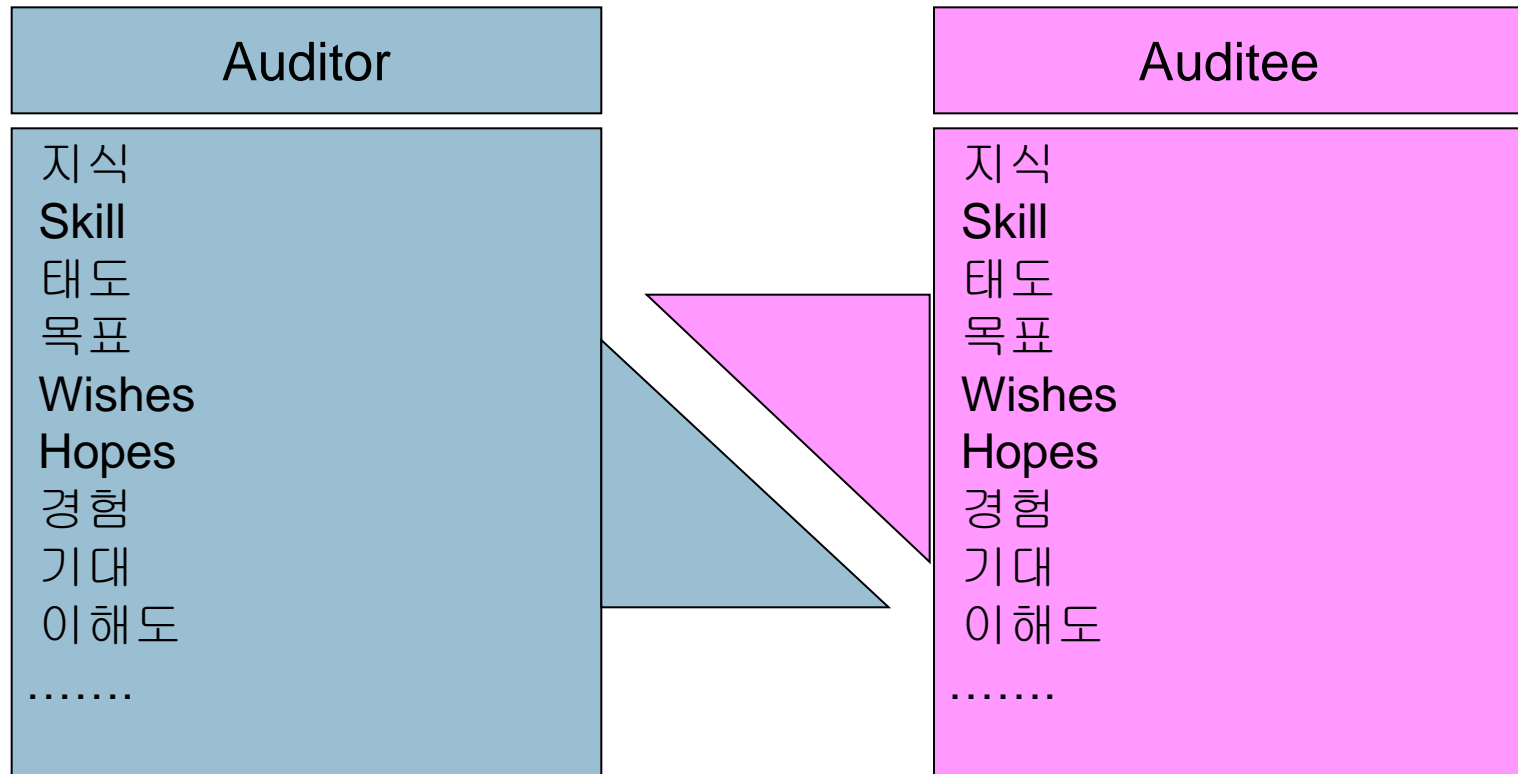 Auditor
지식
Skill
태도
목표
Wishes
Hopes
경험
기대
이해도
.......
Auditee
지식
Skill
태도
목표
Wishes
Hopes
경험
기대
이해도
.......